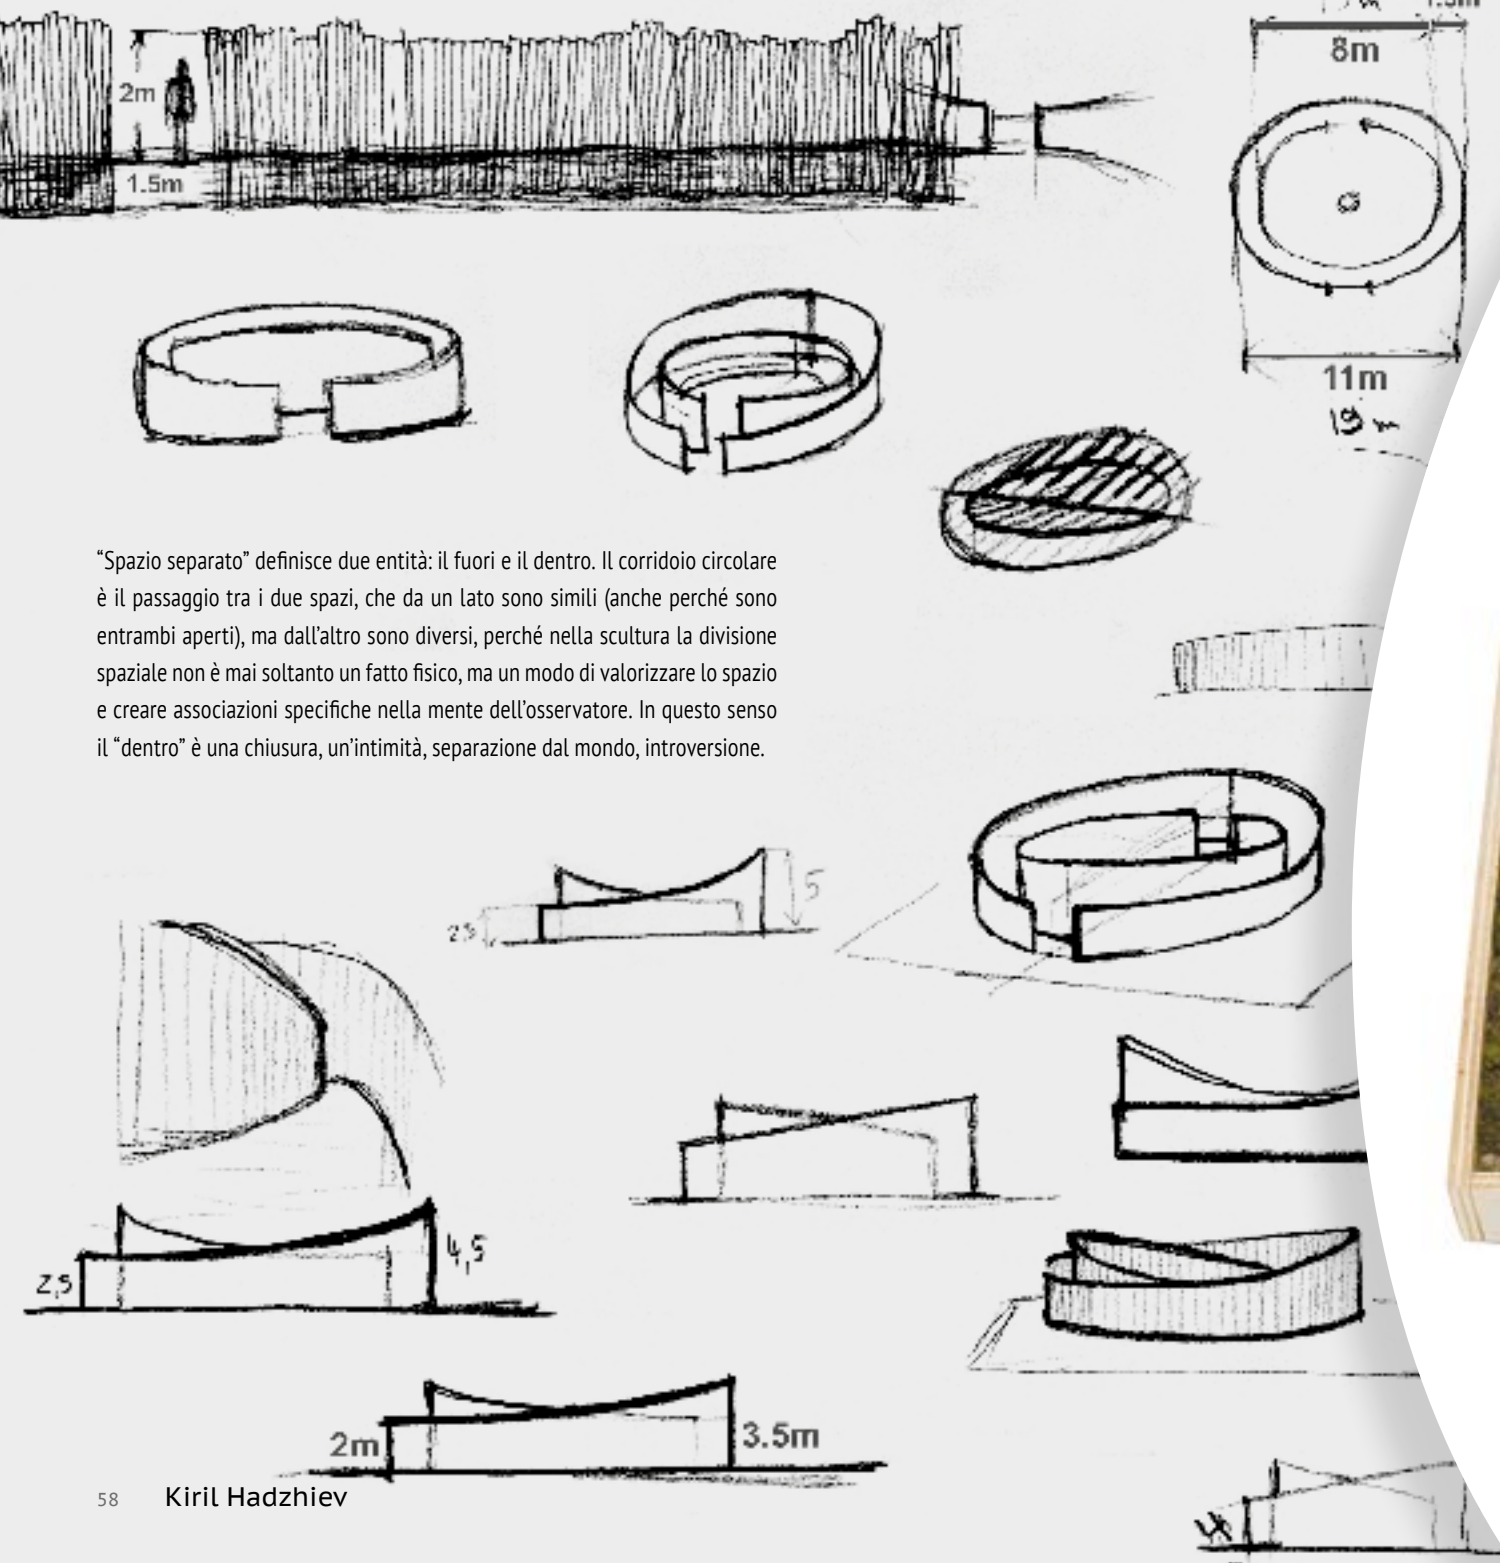 8m
2m
1.5m
11m
19 m
“Spazio separato” definisce due entità: il fuori e il dentro. Il corridoio circolare
è il passaggio tra i due spazi, che da un lato sono simili (anche perché sono
entrambi aperti), ma dall’altro sono diversi, perché nella scultura la divisione
spaziale non è mai soltanto un fatto fisico, ma un modo di valorizzare lo spazio
e creare associazioni specifiche nella mente dell’osservatore. In questo senso
il “dentro” è una chiusura, un’intimità, separazione dal mondo, introversione.
5
4,5
2,5
2m
3.5m
58 Kiril Hadzhiev